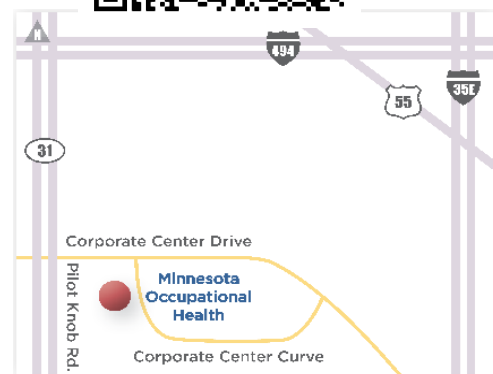 N
494
35E
55
31
Corporate Center Drive
Pilot Knob Rd.
Minnesota
Occupational
Health
Corporate Center Curve